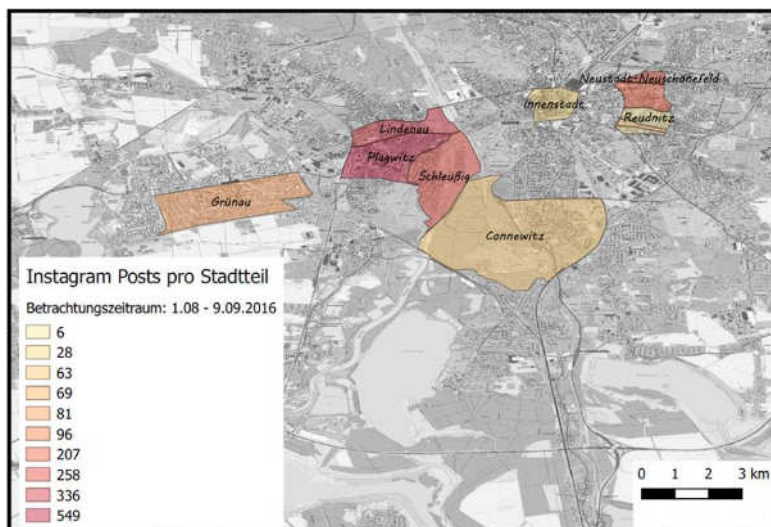 Neustadt-Neuschönefeld
Innenstadt
Reudnitz
Lindenau
Plagwitz
Schleußig
Grünau
Connewitz
Instagram Posts pro Stadtteil
Betrachtungszeitraum: 1.08 - 9.09.2016
6
28
63
69
81
96
207
258
336
549
0 1 2 3 km